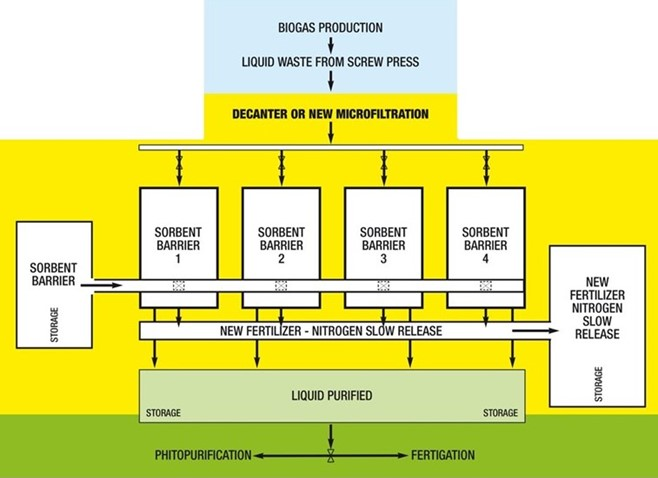 BIOGAS PRODUCTION
LIQUID WASTE FROM SCREW PRESS
DECANTER OR NEW MICROFILTRATION
SORBENT
BARRIER
1
SORBENT
BARRIER
2
SORBENT
BARRIER
3
SORBENT
BARRIER
4
SORBENT
BARRIER
STORAGE
NEW
FERTILIZER
NITROGEN
SLOW
RELEASE
STORAGE
NEW FERTILIZER - NITROGEN SLOW RELEASE
LIQUID PURIFIED
STORAGE
STORAGE
PHITOPURIFICATION
FERTIGATION